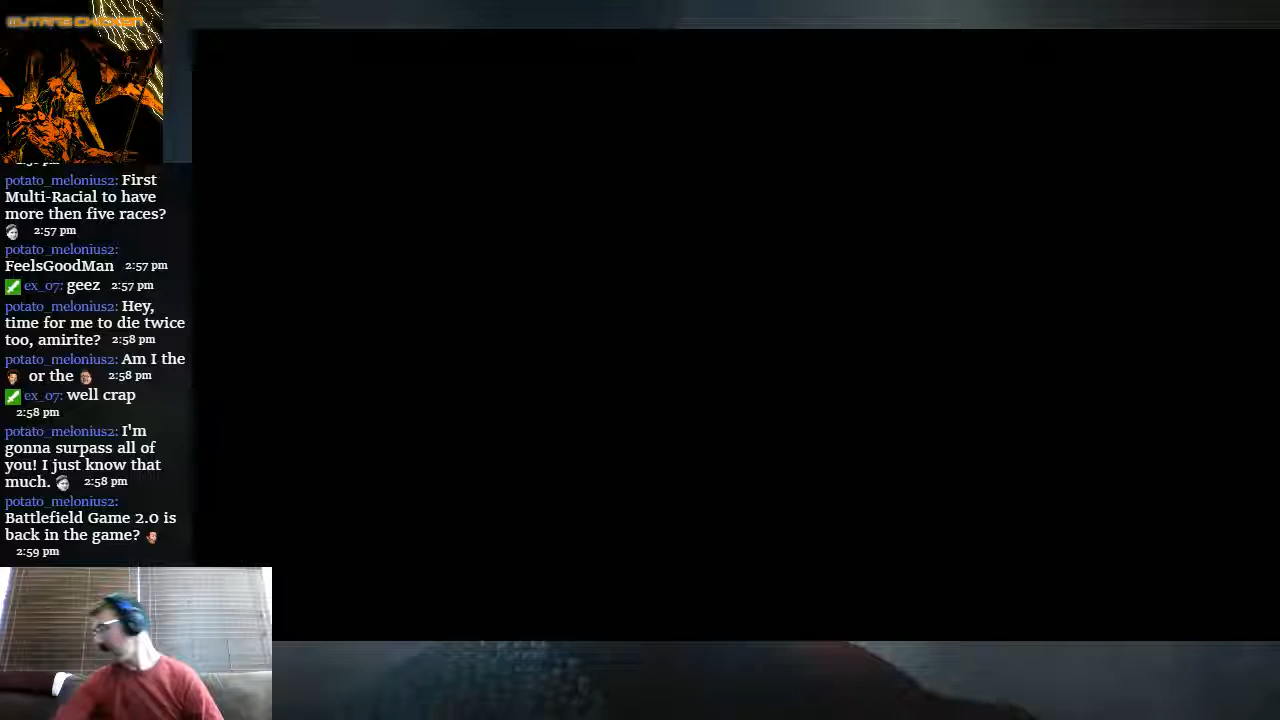 WUTANG CHICKEN
potato_melonius2: First
Multi-Racial to have
more then five races?
2:57 pm
potato_melonius2:
FeelsGoodMan 2:57 pm
ex_07: geez 2:57 pm
potato_melonius2: Hey,
time for me to die twice
too, amirite? 2:58 pm
potato_melonius2: Am I the
or the 2:58 pm
ex_07: well crap
2:58 pm
potato_melonius2: I'm
gonna surpass all of
you! I just know that
much. 2:58 pm
potato_melonius2:
Battlefield Game 2.0 is
back in the game?
2:59 pm